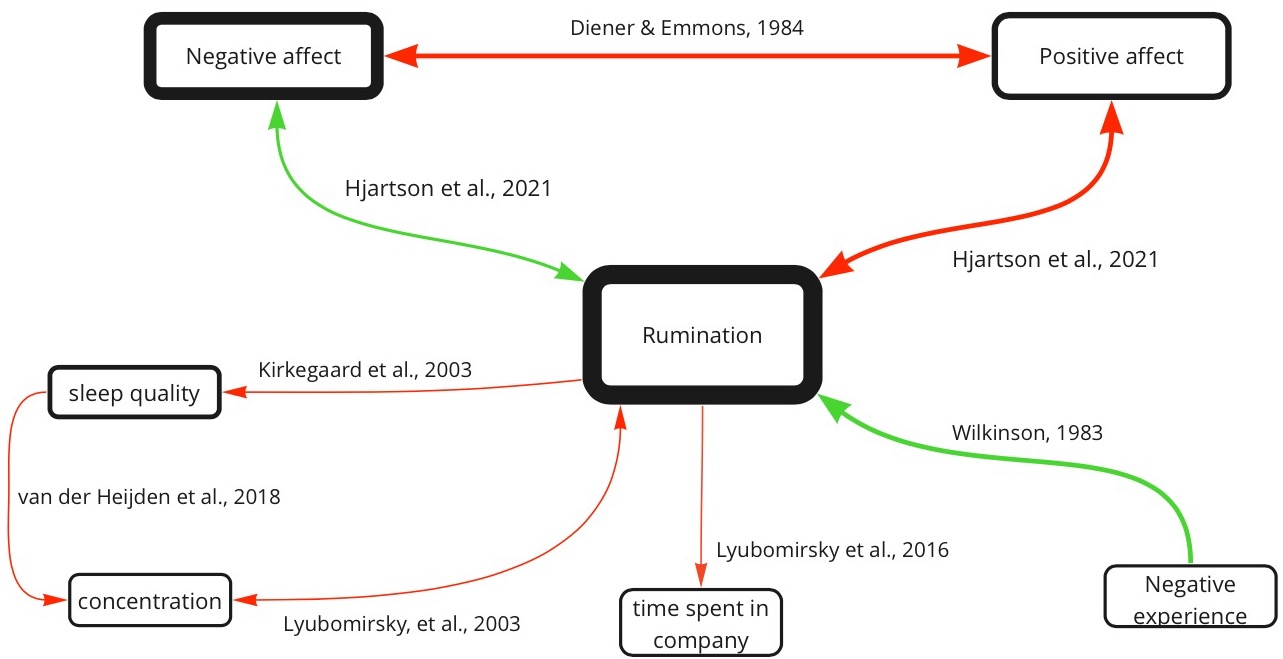 Diener & Emmons, 1984
Negative affect
Positive affect
Hjartson et al., 2021
Hjartson et al., 2021
Rumination
Kirkegaard et al., 2003
sleep quality
Wilkinson, 1983
van der Heijden et al., 2018
Lyubomirsky et al., 2016
Negative
experience
concentration
time spent in
company
Lyubomirsky, et al., 2003